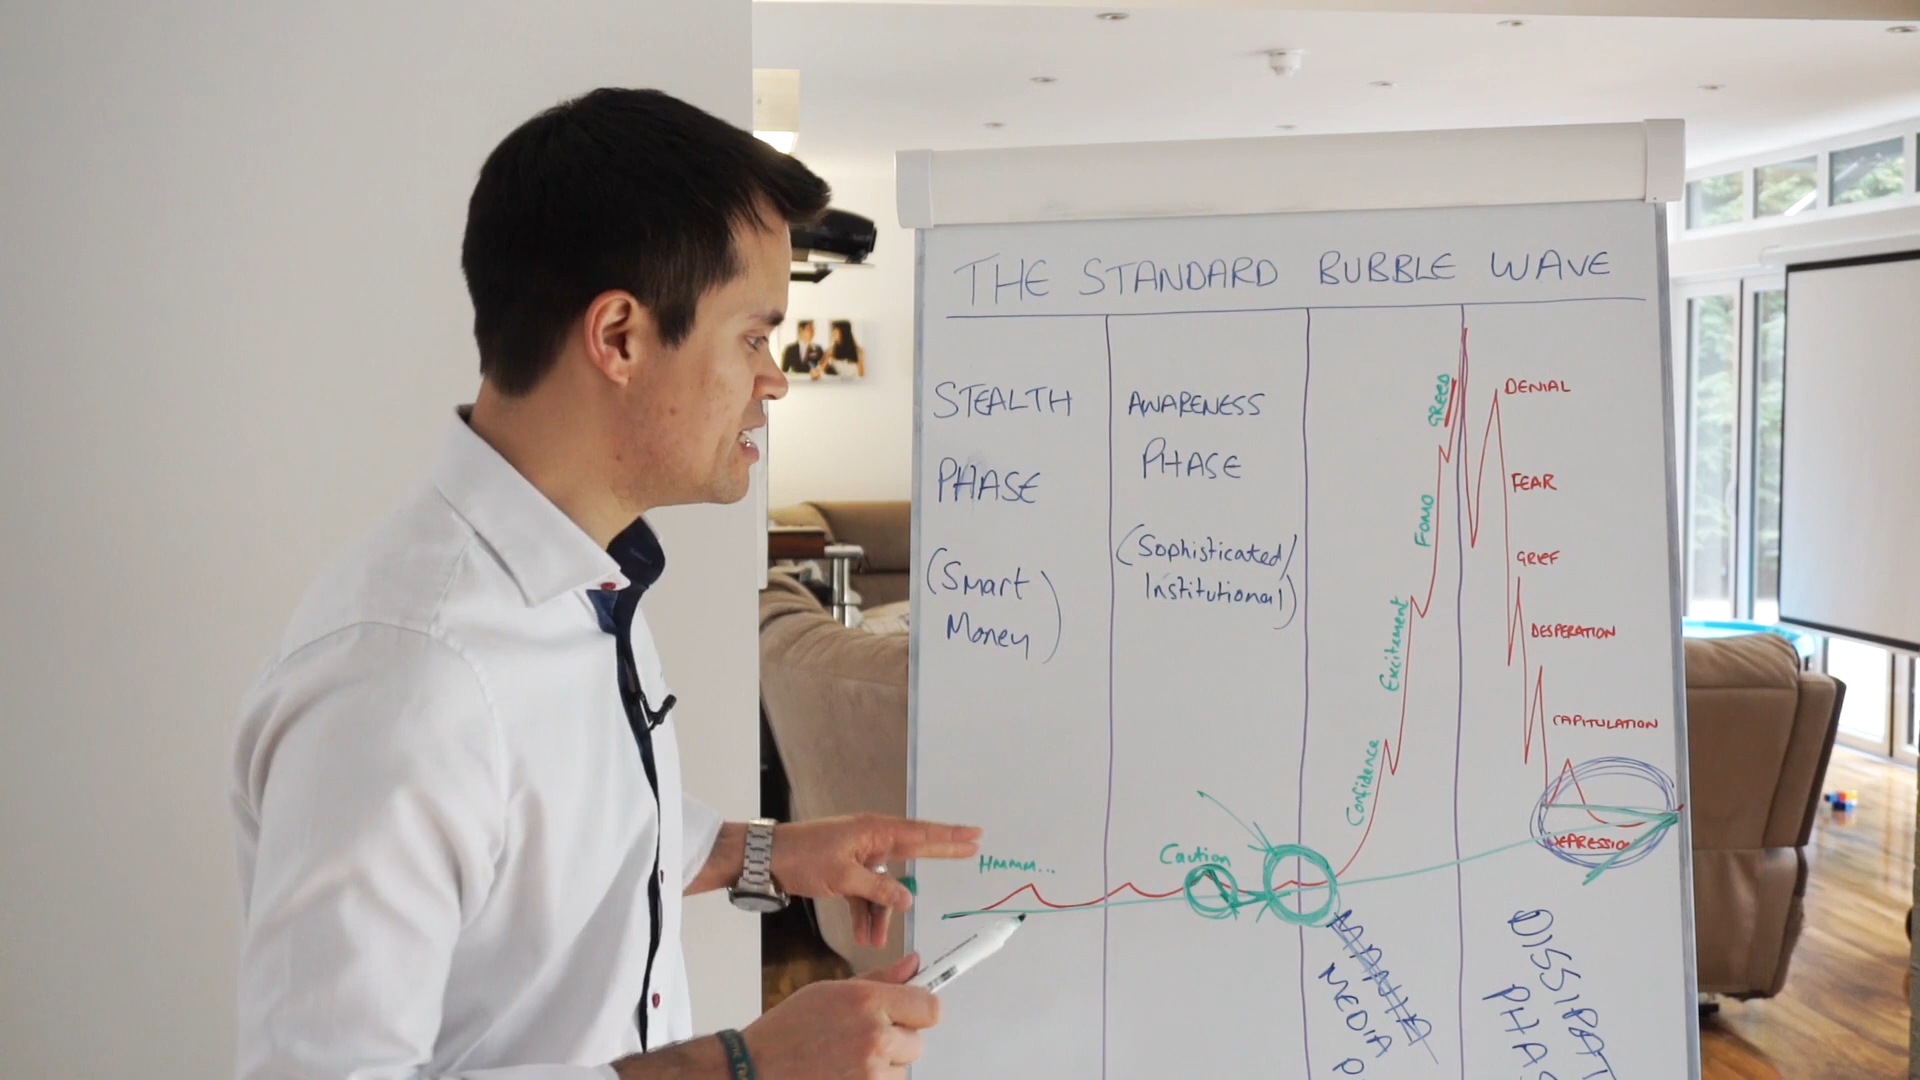 THE STANDARD BUBBLE WAVE
STEALTH
PHASE
(Smart
Money)
AWARENESS
PHASE
(Sophisticated/
Institutional)
Hmmm...
Caution
Confidence
Excitement
FOMO
GREED
DENIAL
FEAR
GRIEF
DESPERATION
CAPITULATION
DEPRESSION
MEDIA
P
DISSIPAT
PHAS